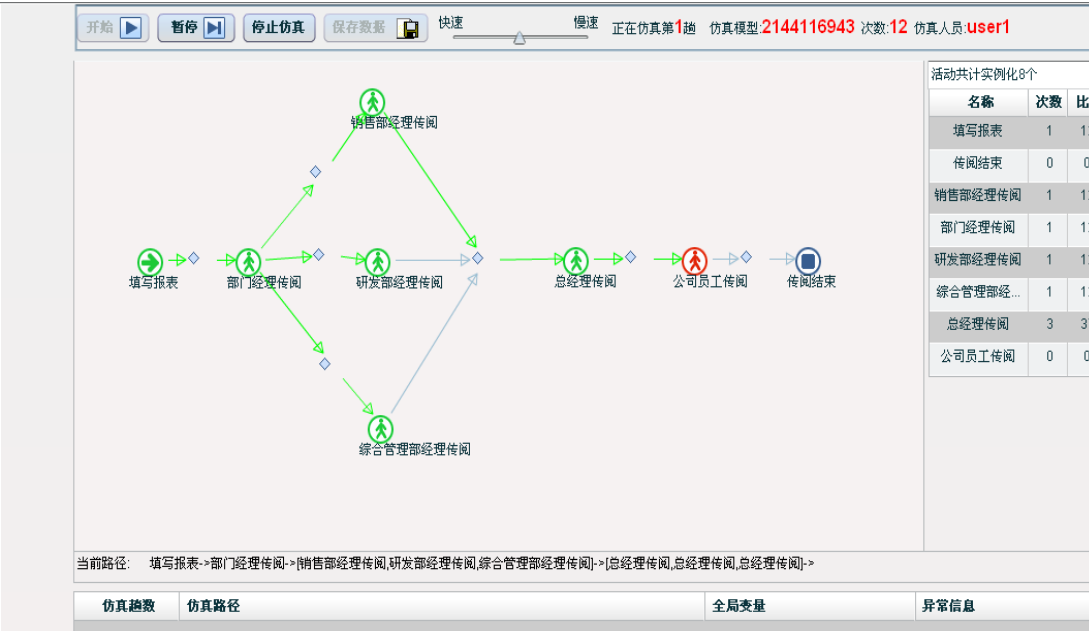 开始 暂停 停止仿真 保存数据 快速 慢速 正在仿真第1趟 仿真模型:2144116943 次数:12 仿真人员:user1
活动共计实例化8个
名称 次数 比
填写报表 1 1
传阅结束 0 0
销售部经理传阅 1 1
部门经理传阅 1 1
研发部经理传阅 1 1
综合管理部经... 1 1
总经理传阅 3 3
公司员工传阅 0 0
销售部经理传阅
填写报表 部门经理传阅 研发部经理传阅 总经理传阅 公司员工传阅 传阅结束
综合管理部经理传阅
当前路径: 填写报表->部门经理传阅->[销售部经理传阅,研发部经理传阅,综合管理部经理传阅]->[总经理传阅,总经理传阅,总经理传阅]->
仿真趟数 仿真路径 全局变量 异常信息